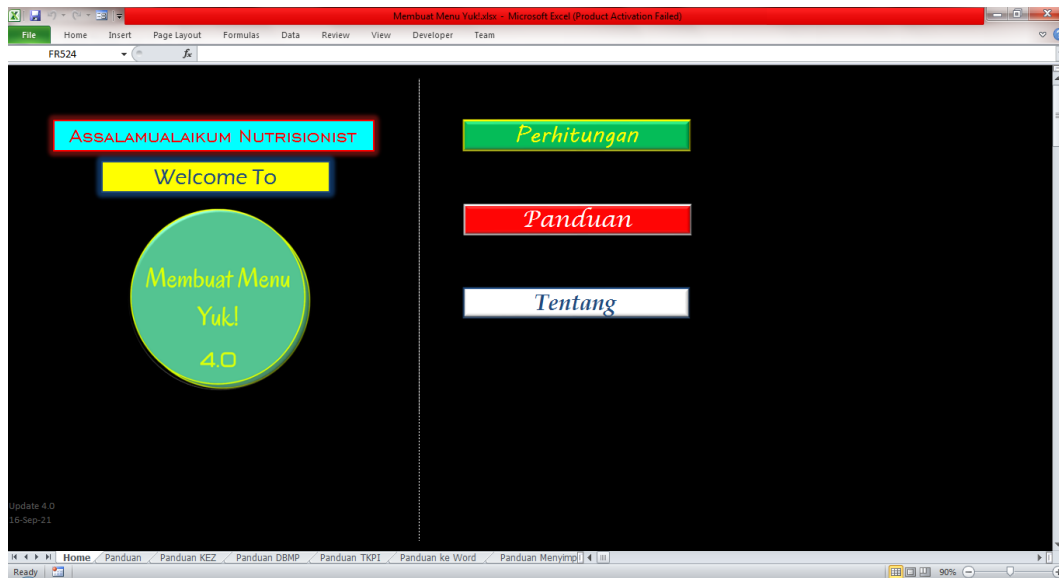 Membuat Menu Yuk!.xlsx - Microsoft Excel (Product Activation Failed)
File Home Insert Page Layout Formulas Data Review View Developer Team
FR524 fx
Assalamualaikum Nutrisionist
Welcome To
Membuat Menu
Yuk!
4.0
Perhitungan
Panduan
Tentang
Update 4.0
16-Sep-21
Home Panduan Panduan KEZ Panduan DBMP Panduan TKPI Panduan ke Word Panduan Menyimp
Ready 90%